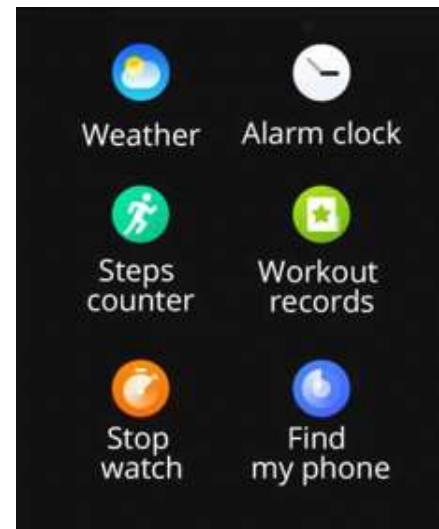 Weather
Alarm clock
Steps
counter
Workout
records
Stop
watch
Find
my phone